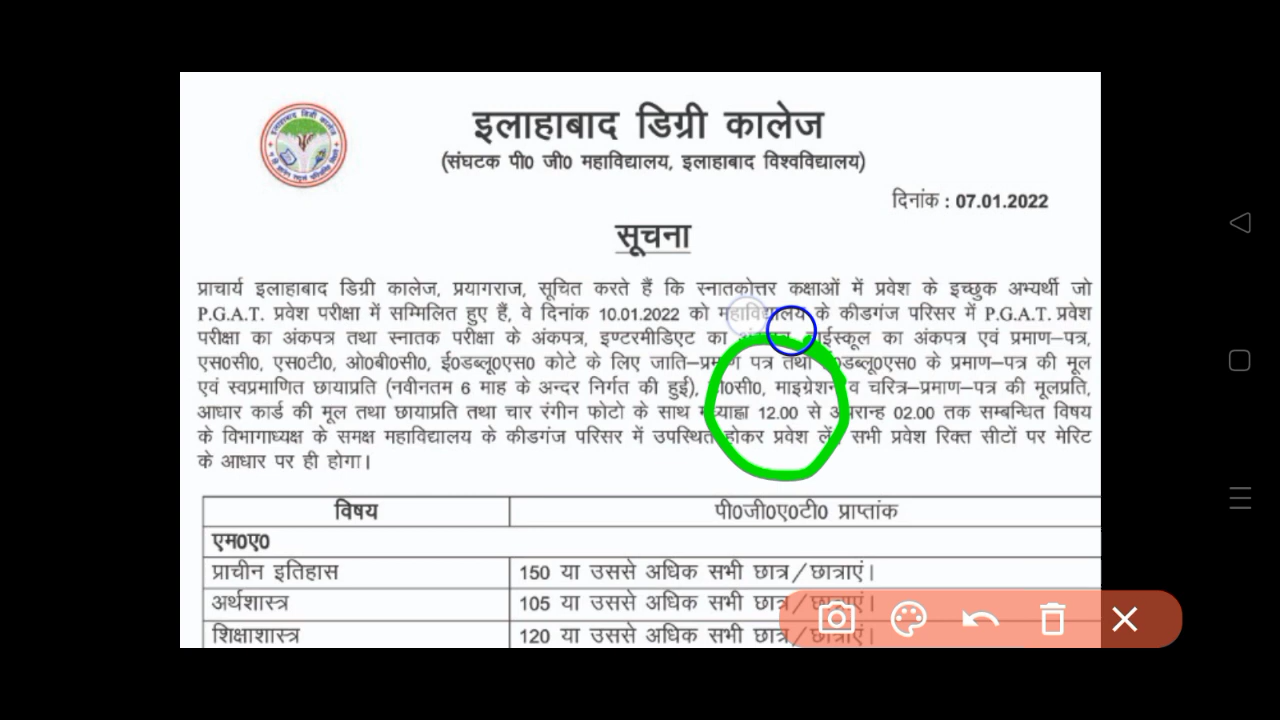 इलाहाबाद डिग्री कालेज
(संघटक पी0 जी0 महाविद्यालय, इलाहाबाद विश्वविद्यालय)
दिनांक : 07.01.2022
सूचना
प्राचार्य इलाहाबाद डिग्री कालेज, प्रयागराज, सूचित करते हैं कि स्नातकोत्तर कक्षाओं में प्रवेश के इच्छुक अभ्यर्थी जो
P.G.A.T. प्रवेश परीक्षा में सम्मिलित हुए हैं, वे दिनांक 10.01.2022 को महाविद्यालय के कीडगंज परिसर में P.G.A.T. प्रवेश
परीक्षा का अंकपत्र तथा स्नातक परीक्षा के अंकपत्र, इण्टरमीडिएट का अंकपत्र, हाईस्कूल का अंकपत्र एवं प्रमाण–पत्र,
एस0सी0, एस0टी0, ओ0बी0सी0, ई0डब्लू0एस0 कोटे के लिए जाति–प्रमाण पत्र तथा ई0डब्लू0एस0 के प्रमाण–पत्र की मूल
एवं स्वप्रमाणित छायाप्रति (नवीनतम 6 माह के अन्दर निर्गत की हुई), टी0सी0, माइग्रेशन व चरित्र–प्रमाण–पत्र की मूलप्रति,
आधार कार्ड की मूल तथा छायाप्रति तथा चार रंगीन फोटो के साथ मध्याह्न 12.00 से अपरान्ह 02.00 तक सम्बन्धित विषय
के विभागाध्यक्ष के समक्ष महाविद्यालय के कीडगंज परिसर में उपस्थित होकर प्रवेश लें, सभी प्रवेश रिक्त सीटों पर मेरिट
के आधार पर ही होगा।
विषय पी0जी0ए0टी0 प्राप्तांक
एम0ए0
प्राचीन इतिहास 150 या उससे अधिक सभी छात्र/छात्राएं।
अर्थशास्त्र 105 या उससे अधिक सभी छात्र/छात्राएं।
शिक्षाशास्त्र 120 या उससे अधिक सभी छात्र/छात्राएं।